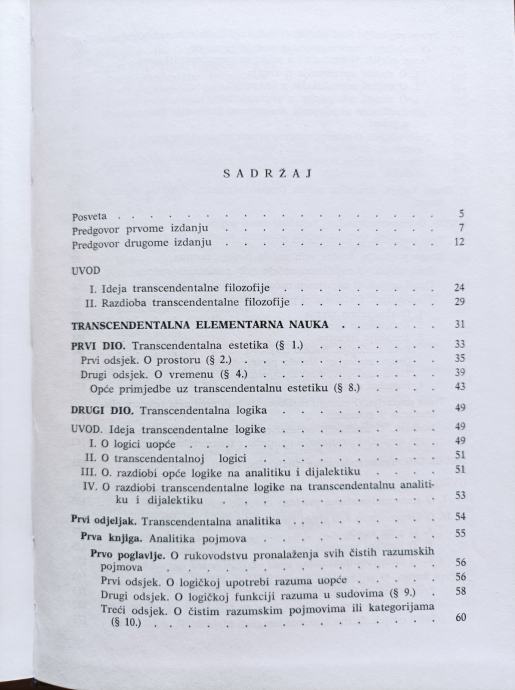 SADRŽAJ
Posveta . . . . . . . . . . . . . . . . . . 5
Predgovor prvome izdanju . . . . . . . . . . . . . 7
Predgovor drugome izdanju . . . . . . . . . . . . 12
UVOD
I. Ideja transcendentalne filozofije . . . . . . . . . 24
II. Razdioba transcendentalne filozofije . . . . . . . . 29
TRANSCENDENTALNA ELEMENTARNA NAUKA . . . . . . 31
PRVI DIO. Transcendentalna estetika (§ 1.) . . . . . . . 33
Prvi odsjek. O prostoru (§ 2.) . . . . . . . . . . . 35
Drugi odsjek. O vremenu (§ 4.) . . . . . . . . . . 39
Opće primjedbe uz transcendentalnu estetiku (§ 8.) . . . . 43
DRUGI DIO. Transcendentalna logika . . . . . . . . . 49
UVOD. Ideja transcendentalne logike . . . . . . . . . 49
I. O logici uopće . . . . . . . . . . . . . 49
II. O transcendentalnoj logici . . . . . . . . . . 51
III. O. razdiobi opće logike na analitiku i dijalektiku . . . . 51
IV. O razdiobi transcendentalne logike na transcendentalnu analiti-
ku i dijalektiku . . . . . . . . . . . . 53
Prvi odjeljak. Transcendentalna analitika . . . . . . . . 54
Prva knjiga. Analitika pojmova . . . . . . . . . . 55
Prvo poglavlje. O rukovodstvu pronalaženja svih čistih razumskih
pojmova . . . . . . . . . . . . . . 56
Prvi odsjek. O logičkoj upotrebi razuma uopće . . . . . 56
Drugi odsjek. O logičkoj funkciji razuma u sudovima (§ 9.) . . 58
Treći odsjek. O čistim razumskim pojmovima ili kategorijama
(§ 10.) . . . . . . . . . . . . . . . 60